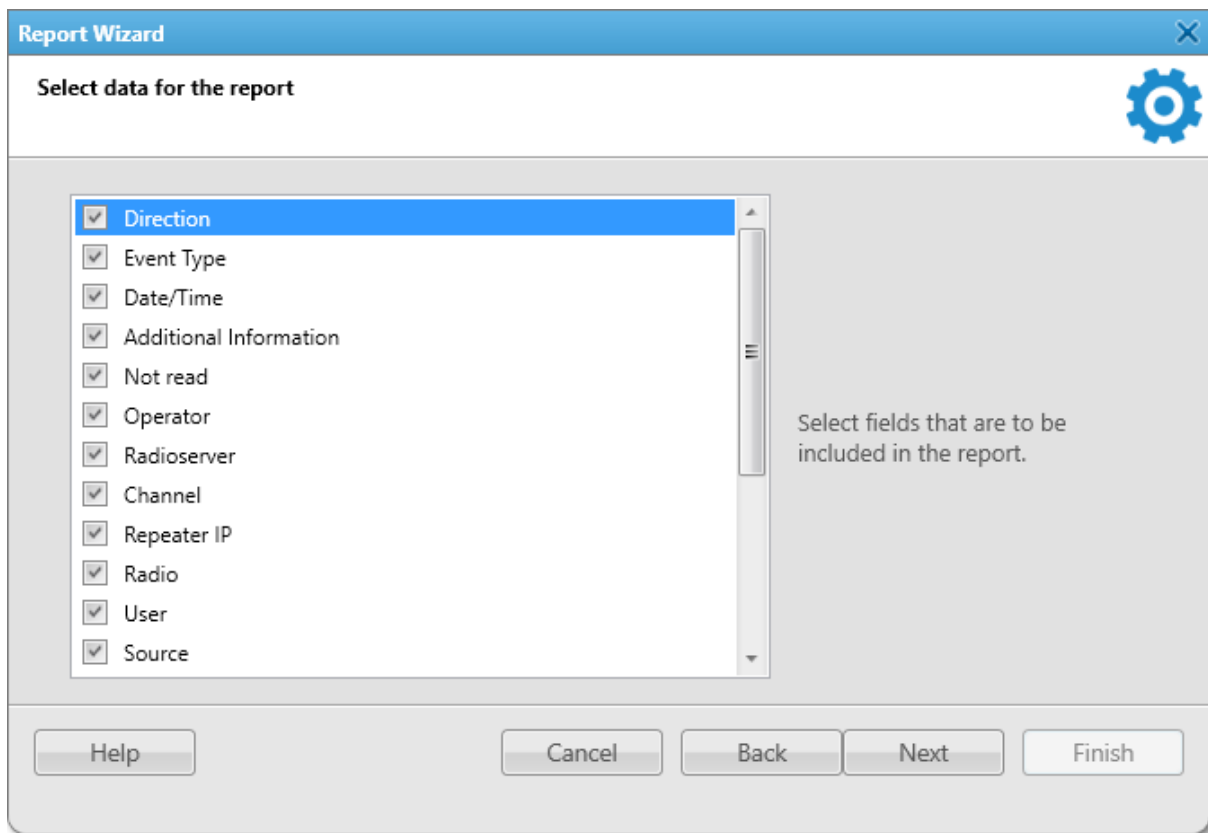 Report Wizard
Select data for the report
Direction
Event Type
Date/Time
Additional Information
Not read
Operator
Radioserver
Channel
Repeater IP
Radio
User
Source
Select fields that are to be
included in the report.
Help
Cancel
Back
Next
Finish